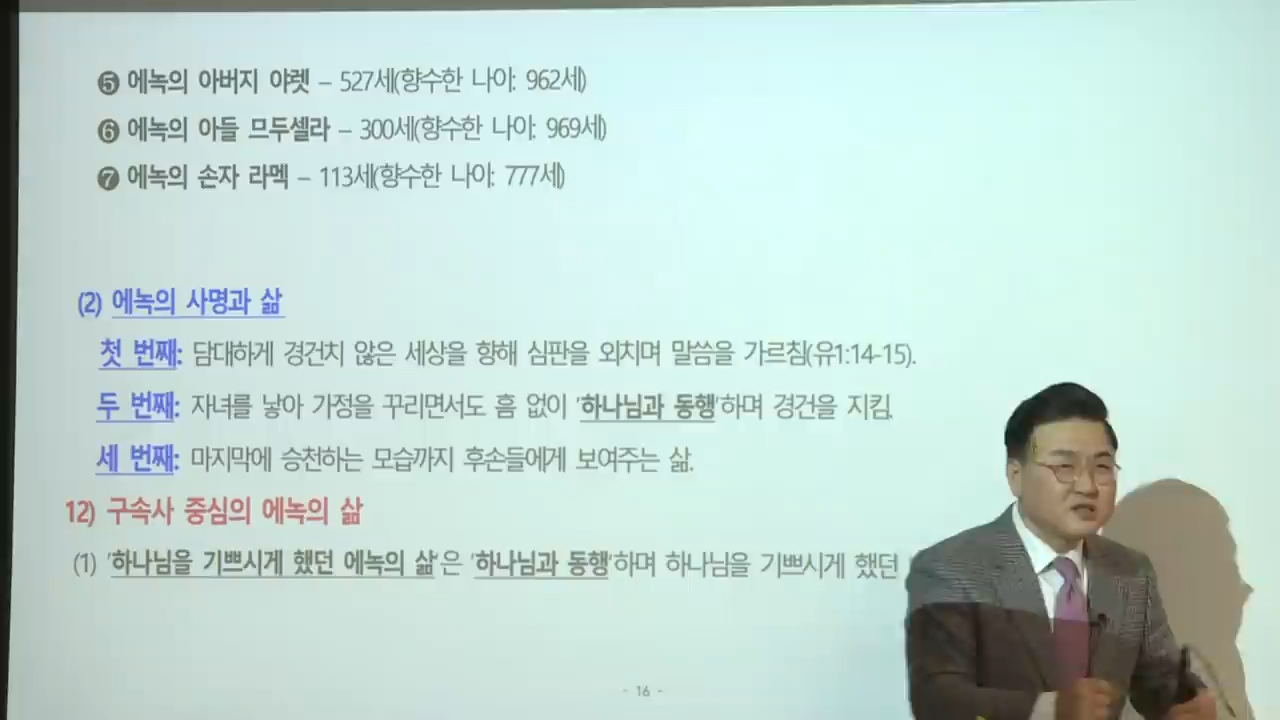 ❺ 에녹의 아버지 야렛 – 527세(향수한 나이: 962세)
❻ 에녹의 아들 므두셀라 – 300세(향수한 나이: 969세)
❼ 에녹의 손자 라멕 – 113세(향수한 나이: 777세)
(2) 에녹의 사명과 삶
첫 번째: 담대하게 경건치 않은 세상을 향해 심판을 외치며 말씀을 가르침(유1:14-15).
두 번째: 자녀를 낳아 가정을 꾸리면서도 흠 없이 '하나님과 동행'하며 경건을 지킴.
세 번째: 마지막에 승천하는 모습까지 후손들에게 보여주는 삶.
12) 구속사 중심의 에녹의 삶
(1) '하나님을 기쁘시게 했던 에녹의 삶'은 '하나님과 동행'하며 하나님을 기쁘시게 했던
- 16 -